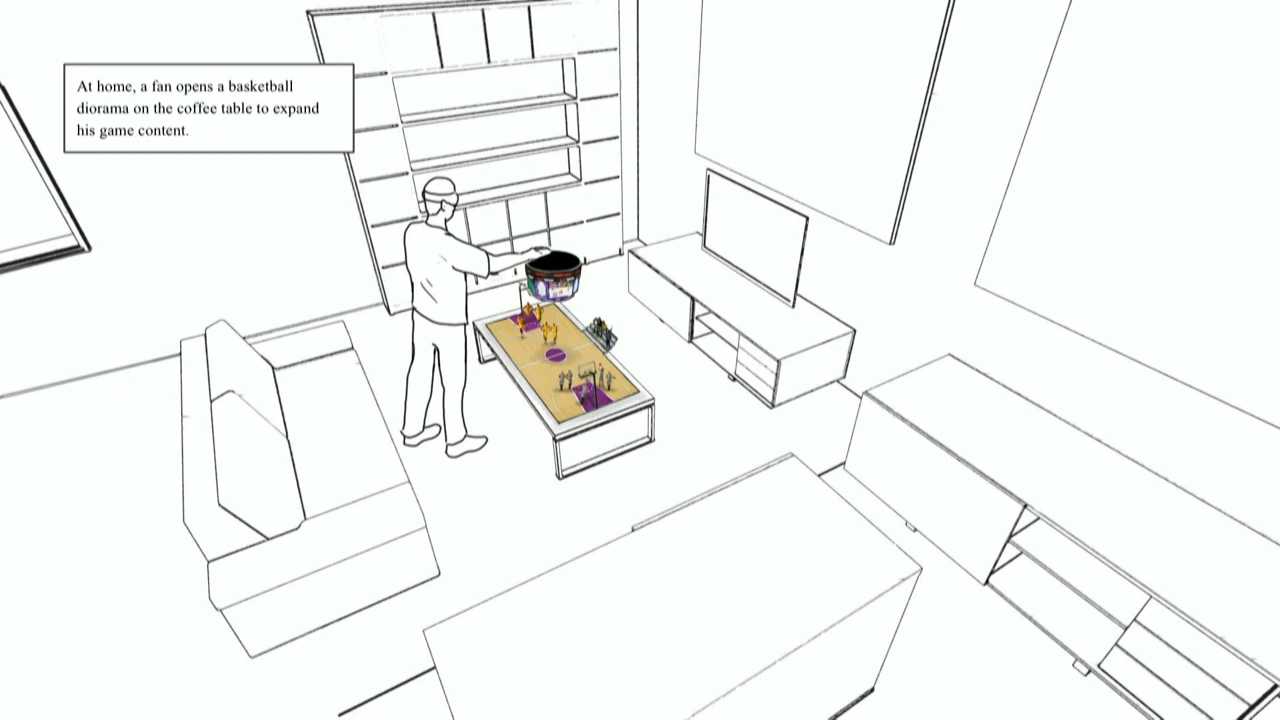 At home, a fan opens a basketball
diorama on the coffee table to expand
his game content.